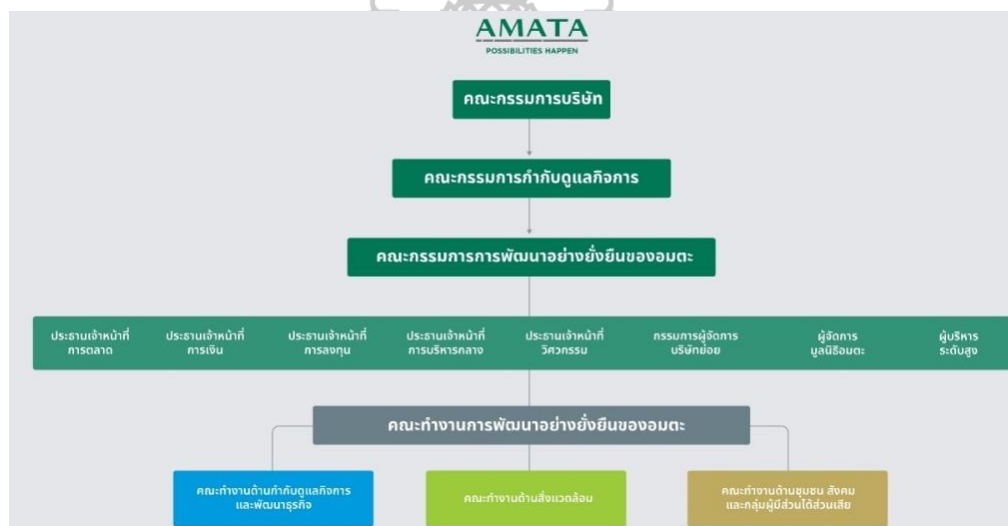 AMATA
POSSIBILITIES HAPPEN
คณะกรรมการบริษัท
คณะกรรมการกำกับดูแลกิจการ
คณะกรรมการการพัฒนาอย่างยั่งยืนของอมตะ
ประธานเจ้าหน้าที่
การตลาด
ประธานเจ้าหน้าที่
การเงิน
ประธานเจ้าหน้าที่
การลงทุน
ประธานเจ้าหน้าที่
การบริหารกลาง
ประธานเจ้าหน้าที่
วิศวกรรม
กรรมการผู้จัดการ
บริษัทย่อย
ผู้จัดการ
มูลนิธิอมตะ
ผู้บริหาร
ระดับสูง
คณะทำงานการพัฒนาอย่างยั่งยืนของอมตะ
คณะทำงานด้านกำกับดูแลกิจการ
และพัฒนาธุรกิจ
คณะทำงานด้านสิ่งแวดล้อม
คณะทำงานด้านชุมชน สังคม
และกลุ่มผู้มีส่วนได้ส่วนเสีย